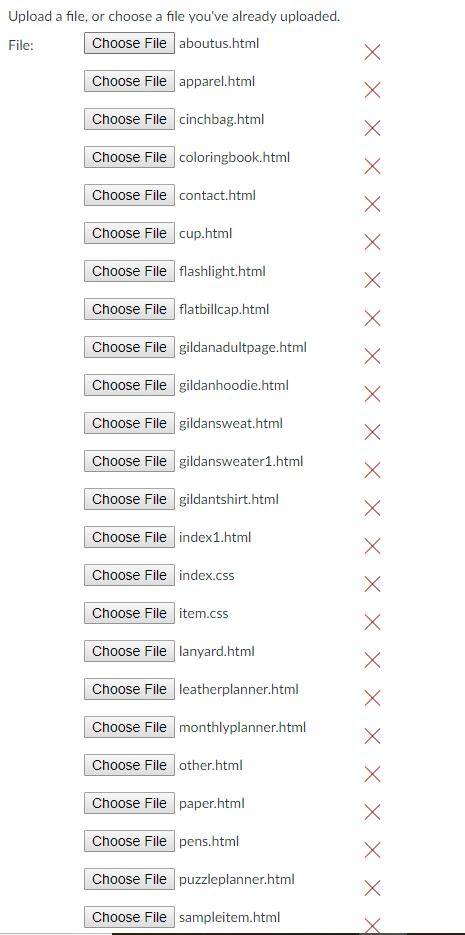 Upload a file, or choose a file you've already uploaded.
File: Choose File aboutus.html
Choose File apparel.html
Choose File cinchbag.html
Choose File coloringbook.html
Choose File contact.html
Choose File cup.html
Choose File flashlight.html
Choose File flatbillcap.html
Choose File gildanadultpage.html
Choose File gildanhoodie.html
Choose File gildansweat.html
Choose File gildansweater1.html
Choose File gildantshirt.html
Choose File index1.html
Choose File index.css
Choose File item.css
Choose File lanyard.html
Choose File leatherplanner.html
Choose File monthlyplanner.html
Choose File other.html
Choose File paper.html
Choose File pens.html
Choose File puzzleplanner.html
Choose File sampleitem.html